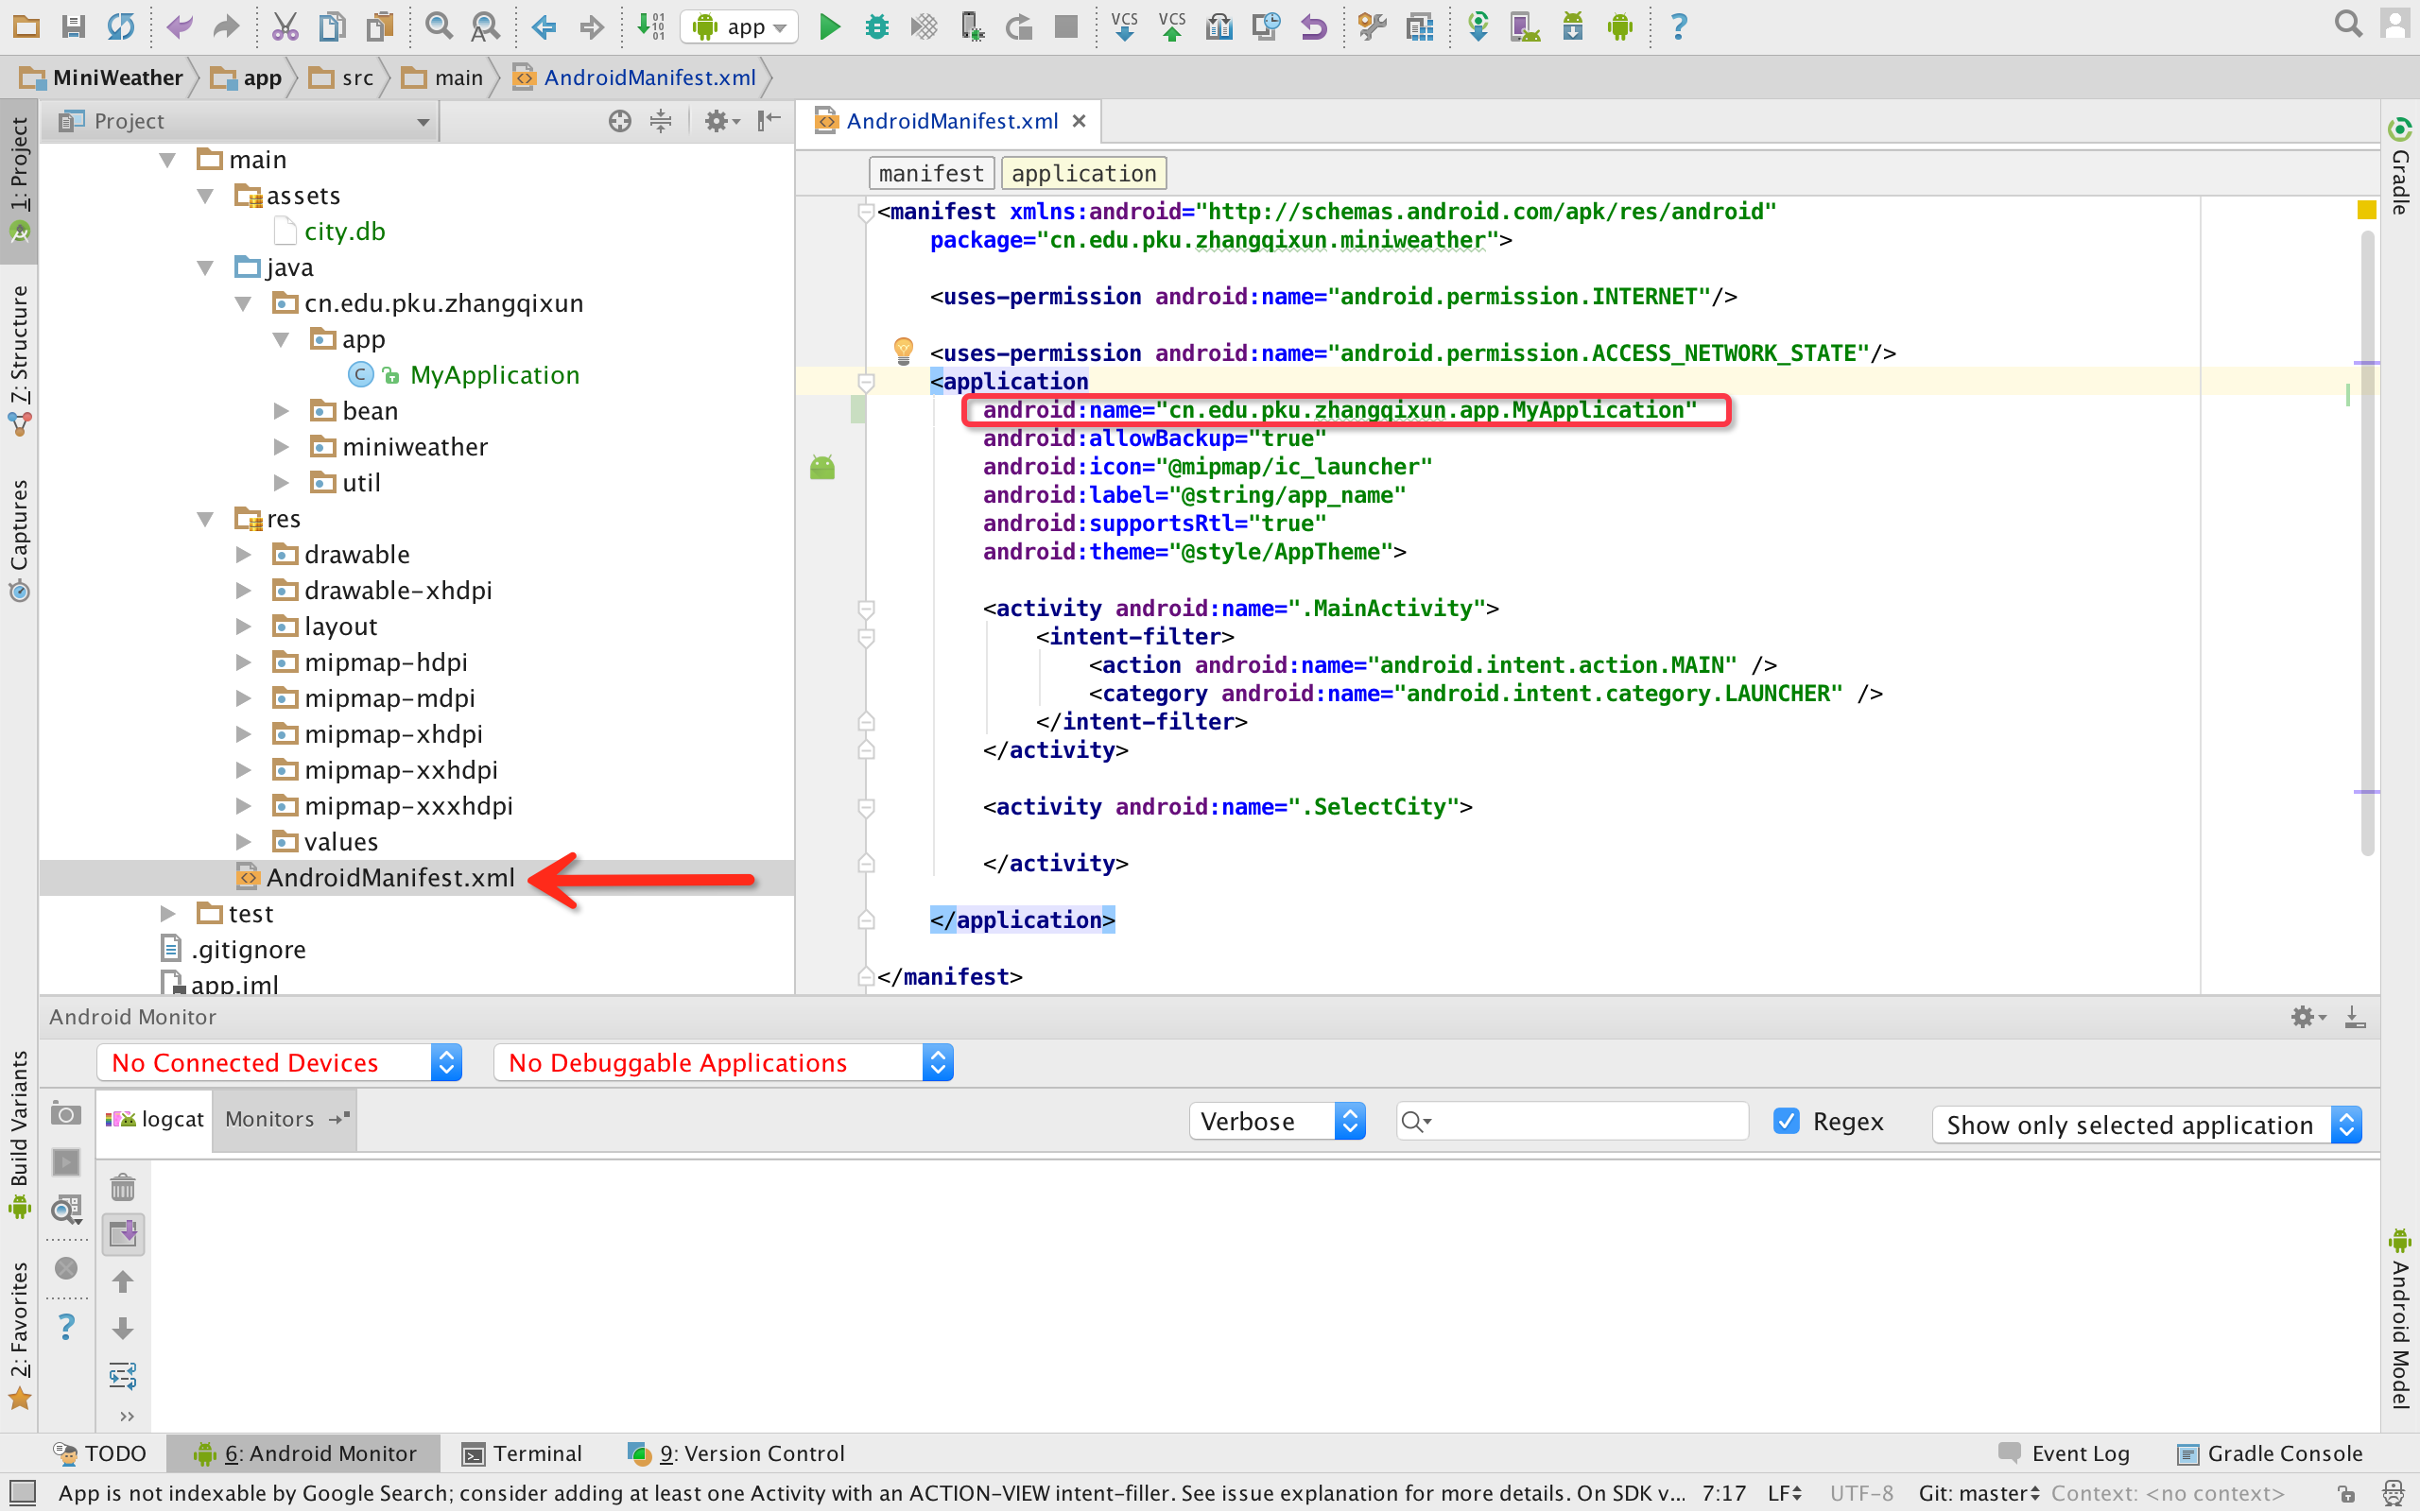 app
VCS VCS
MiniWeather app src main AndroidManifest.xml
1: Project
7: Structure
Captures
Build Variants
2: Favorites
Project
main
assets
city.db
java
cn.edu.pku.zhangqixun
app
MyApplication
bean
miniweather
util
res
drawable
drawable-xhdpi
layout
mipmap-hdpi
mipmap-mdpi
mipmap-xhdpi
mipmap-xxhdpi
mipmap-xxxhdpi
values
AndroidManifest.xml
test
.gitignore
app.iml
AndroidManifest.xml
manifest application
<manifest xmlns:android="http://schemas.android.com/apk/res/android"
package="cn.edu.pku.zhangqixun.miniweather">
<uses-permission android:name="android.permission.INTERNET"/>
<uses-permission android:name="android.permission.ACCESS_NETWORK_STATE"/>
<application
android:name="cn.edu.pku.zhangqixun.app.MyApplication"
android:allowBackup="true"
android:icon="@mipmap/ic_launcher"
android:label="@string/app_name"
android:supportsRtl="true"
android:theme="@style/AppTheme">
<activity android:name=".MainActivity">
<intent-filter>
<action android:name="android.intent.action.MAIN" />
<category android:name="android.intent.category.LAUNCHER" />
</intent-filter>
</activity>
<activity android:name=".SelectCity">
</activity>
</application>
</manifest>
Gradle
Android Model
Android Monitor
No Connected Devices No Debuggable Applications
logcat Monitors Verbose Regex Show only selected application
TODO 6: Android Monitor Terminal 9: Version Control Event Log Gradle Console
App is not indexable by Google Search; consider adding at least one Activity with an ACTION-VIEW intent-filler. See issue explanation for more details. On SDK v... 7:17 LF UTF-8 Git: master Context: <no context>